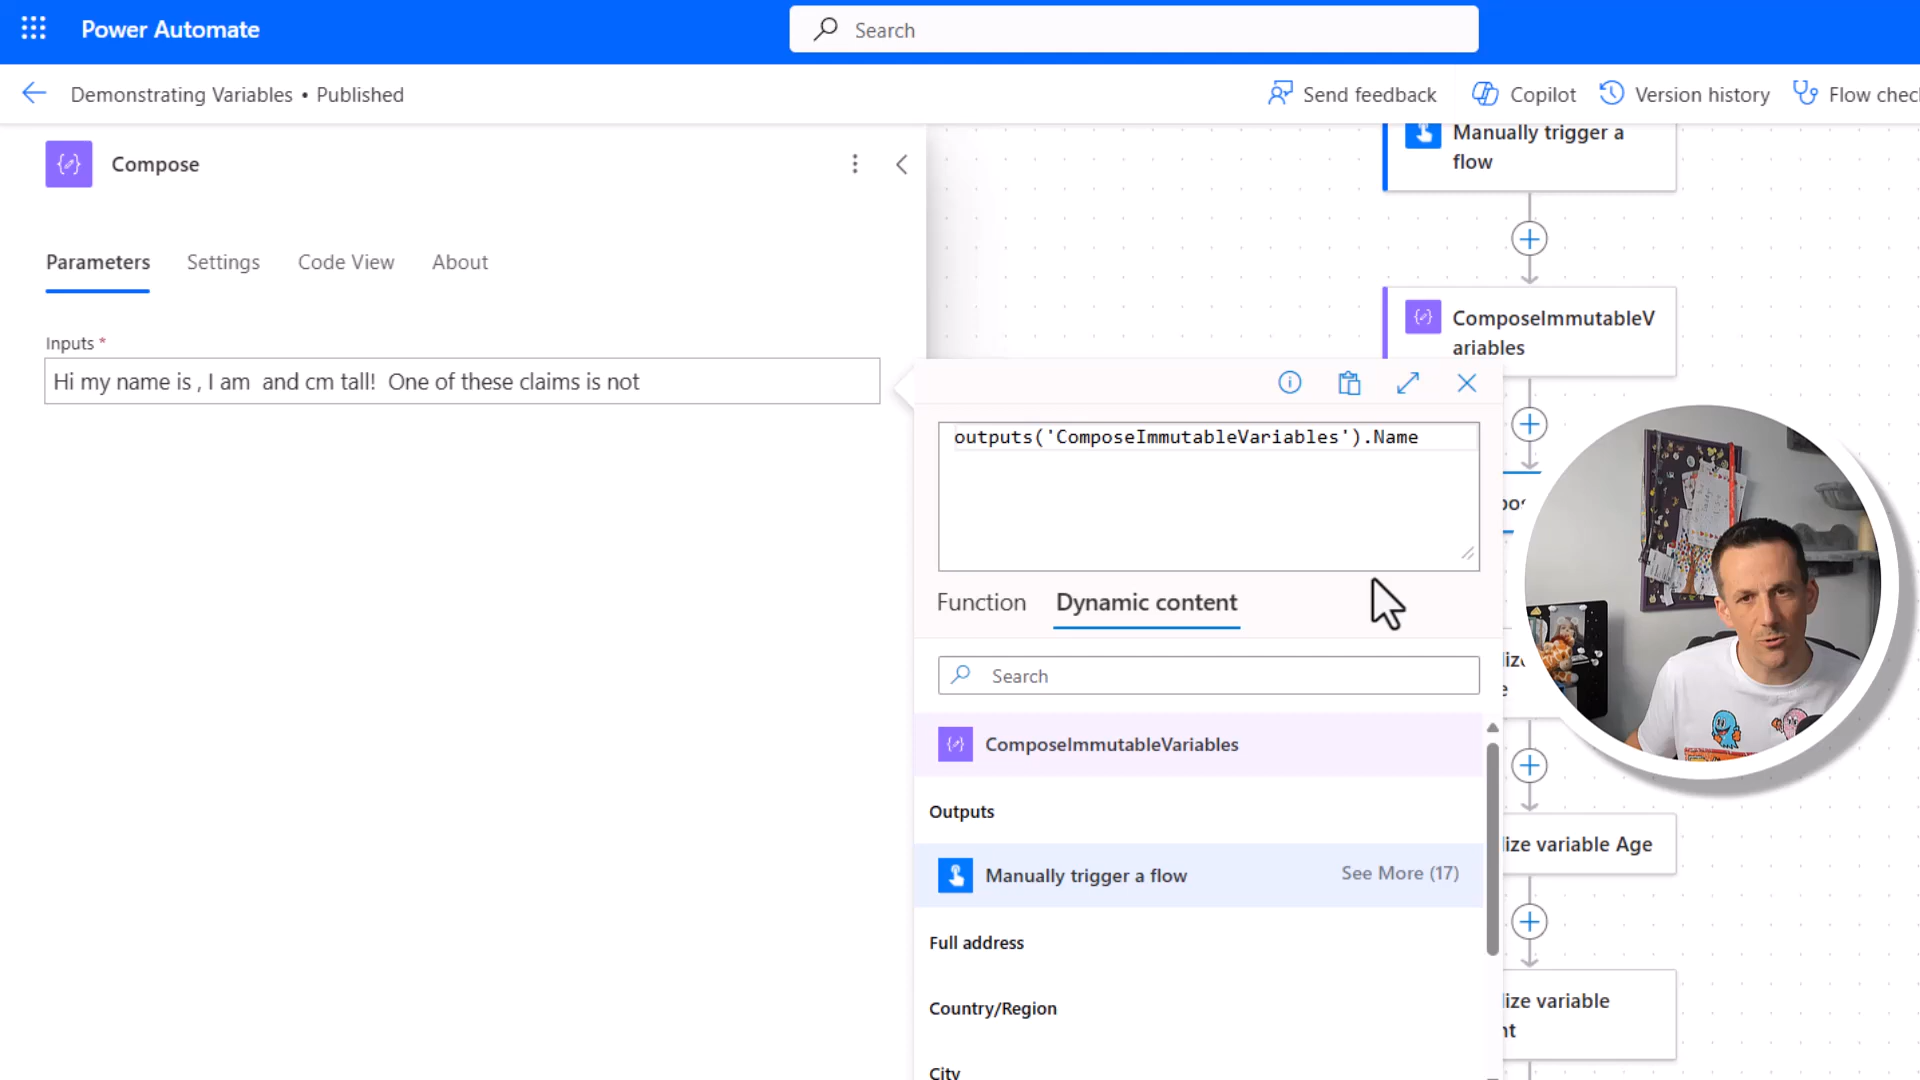 Power Automate
Search
Demonstrating Variables • Published
Send feedback
Copilot
Version history
Flow chec
Compose
Parameters
Settings
Code View
About
Inputs *
Hi my name is , I am  and cm tall!  One of these claims is not
Manually trigger a
flow
ComposeImmutableV
ariables
outputs('ComposeImmutableVariables').Name
Function
Dynamic content
Search
ComposeImmutableVariables
Outputs
Manually trigger a flow
See More (17)
Full address
Country/Region
City
lize variable Age
lize variable